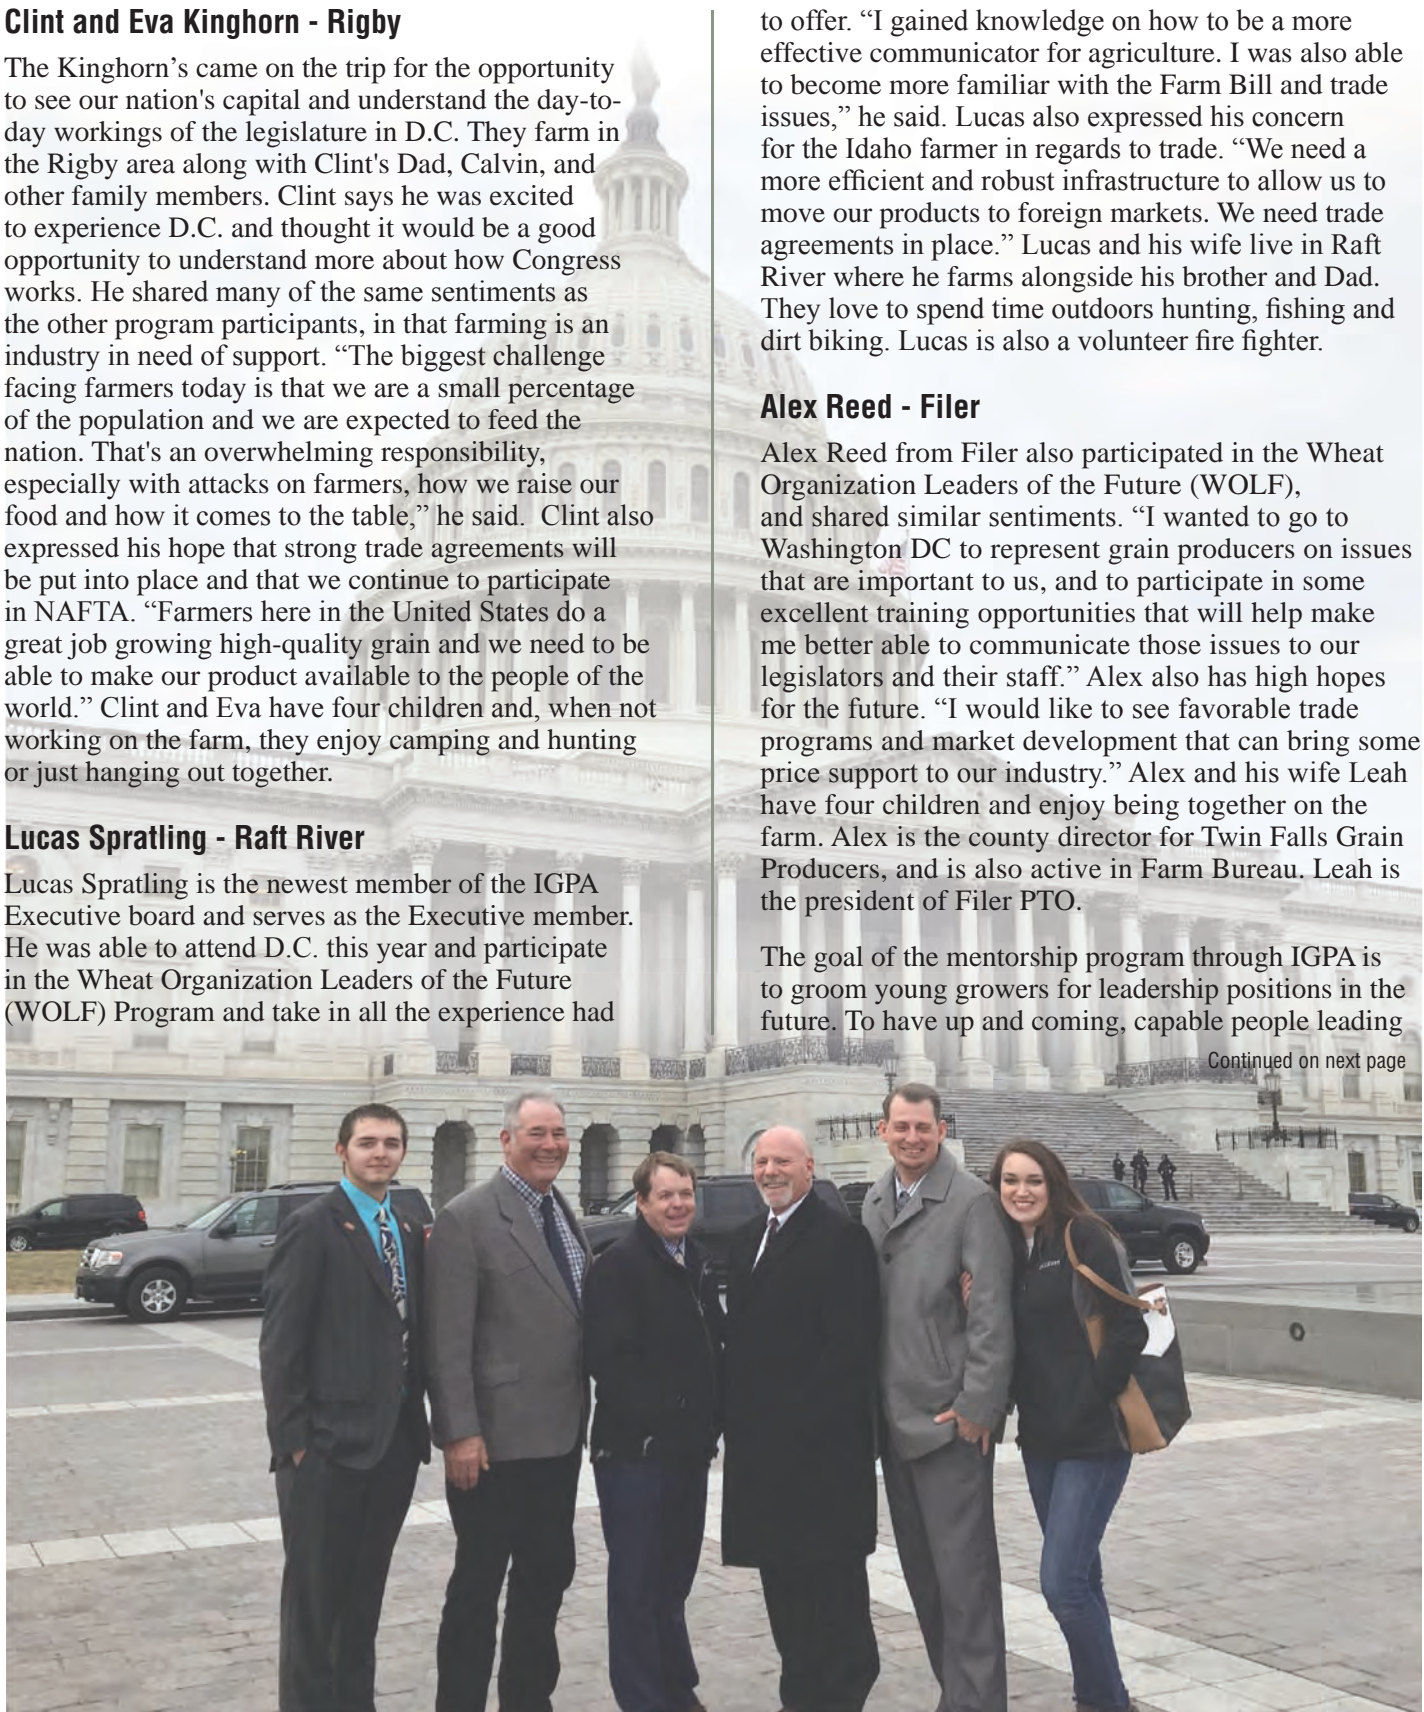 Clint and Eva Kinghorn - Rigby
The Kinghorn’s came on the trip for the opportunity
to see our nation's capital and understand the day-to-
day workings of the legislature in D.C. They farm in
the Rigby area along with Clint's Dad, Calvin, and
other family members. Clint says he was excited
to experience D.C. and thought it would be a good
opportunity to understand more about how Congress
works. He shared many of the same sentiments as
the other program participants, in that farming is an
industry in need of support. “The biggest challenge
facing farmers today is that we are a small percentage
of the population and we are expected to feed the
nation. That's an overwhelming responsibility,
especially with attacks on farmers, how we raise our
food and how it comes to the table,” he said.  Clint also
expressed his hope that strong trade agreements will
be put into place and that we continue to participate
in NAFTA. “Farmers here in the United States do a
great job growing high-quality grain and we need to be
able to make our product available to the people of the
world.” Clint and Eva have four children and, when not
working on the farm, they enjoy camping and hunting
or just hanging out together.
Lucas Spratling - Raft River
Lucas Spratling is the newest member of the IGPA
Executive board and serves as the Executive member.
He was able to attend D.C. this year and participate
in the Wheat Organization Leaders of the Future
(WOLF) Program and take in all the experience had
to offer. “I gained knowledge on how to be a more
effective communicator for agriculture. I was also able
to become more familiar with the Farm Bill and trade
issues,” he said. Lucas also expressed his concern
for the Idaho farmer in regards to trade. “We need a
more efficient and robust infrastructure to allow us to
move our products to foreign markets. We need trade
agreements in place.” Lucas and his wife live in Raft
River where he farms alongside his brother and Dad.
They love to spend time outdoors hunting, fishing and
dirt biking. Lucas is also a volunteer fire fighter.
Alex Reed - Filer
Alex Reed from Filer also participated in the Wheat
Organization Leaders of the Future (WOLF),
and shared similar sentiments. “I wanted to go to
Washington DC to represent grain producers on issues
that are important to us, and to participate in some
excellent training opportunities that will help make
me better able to communicate those issues to our
legislators and their staff.” Alex also has high hopes
for the future. “I would like to see favorable trade
programs and market development that can bring some
price support to our industry.” Alex and his wife Leah
have four children and enjoy being together on the
farm. Alex is the county director for Twin Falls Grain
Producers, and is also active in Farm Bureau. Leah is
the president of Filer PTO.
The goal of the mentorship program through IGPA is
to groom young growers for leadership positions in the
future. To have up and coming, capable people leading
Continued on next page